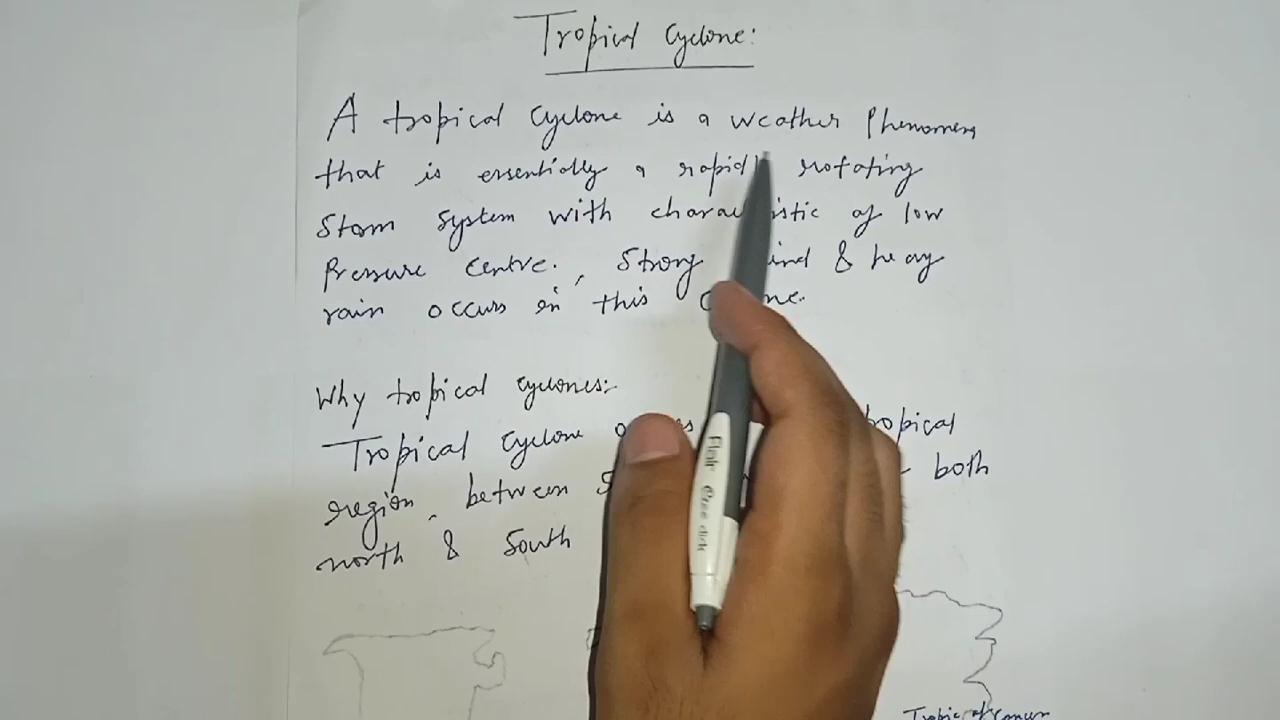 Tropical Cyclone:
A tropical Cyclone is a weather Phenomena
that is essentially a rapidly rotating
Storm System with characteristic of low
Pressure Centre. , Strong wind & heavy
rain occurs in this
Why tropical cyclones:
Tropical Cyclone tropical
region, between both
north & South
Tropic of Cancer
Flair